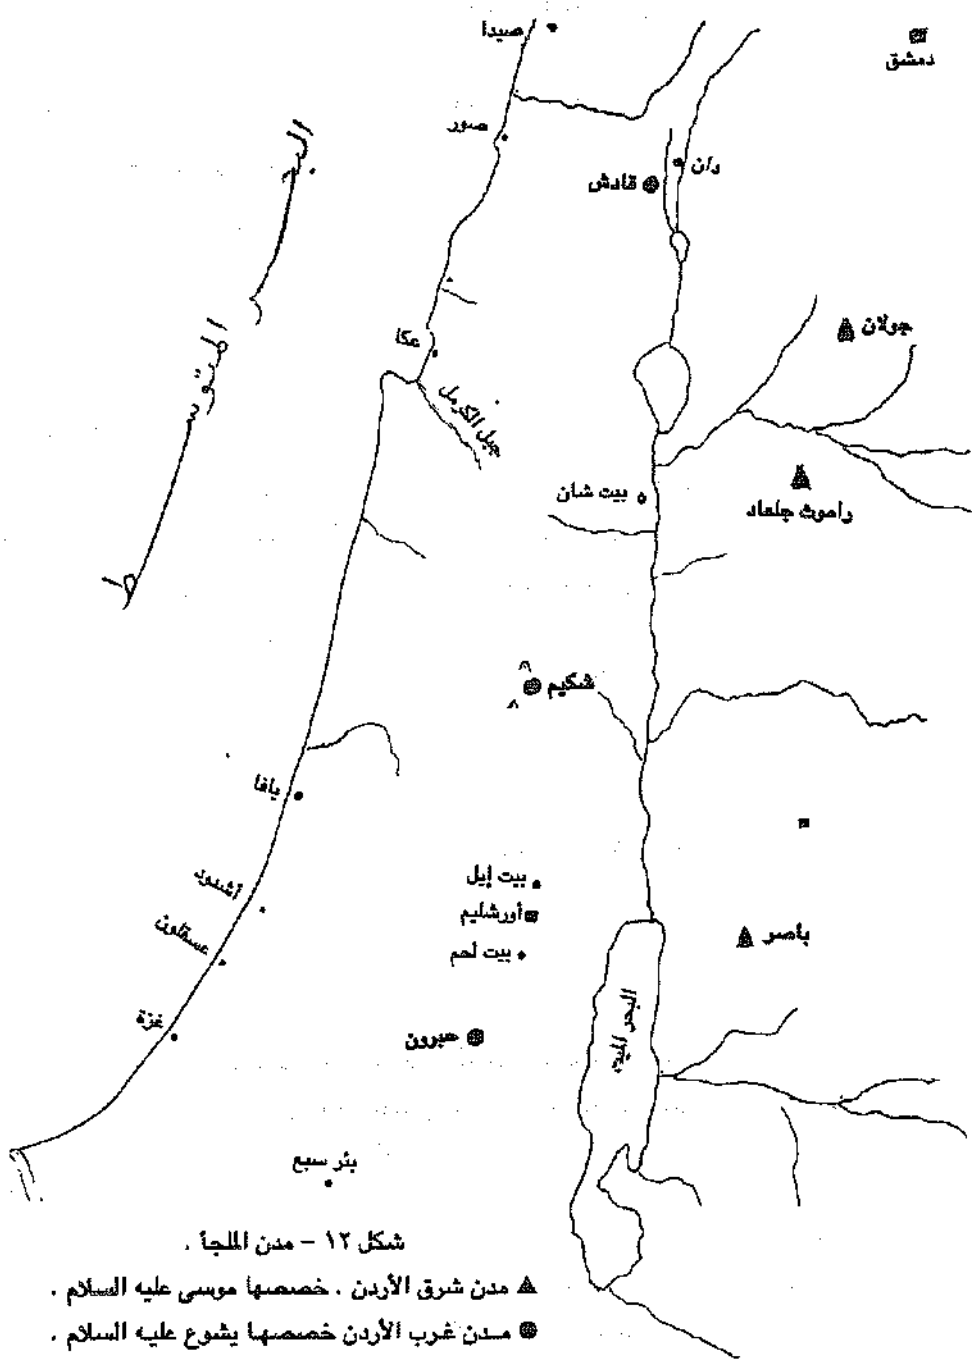 صيدا
دمشق
صور
دان
قادش
البحر
المتوسط
جولان
عكا
جبل الكرمل
بيت شان
راموث جلعاد
شكيم
يافا
بيت إيل
أشدود
أورشليم
باصر
عسقلون
بيت لحم
البحر الميت
غزة
حبرون
بئر سبع
شكل ١٢ – مدن الملجأ .
▲ مدن شرق الأردن . خصصها موسى عليه السلام .
● مدن غرب الأردن خصصها يشوع عليه السلام .